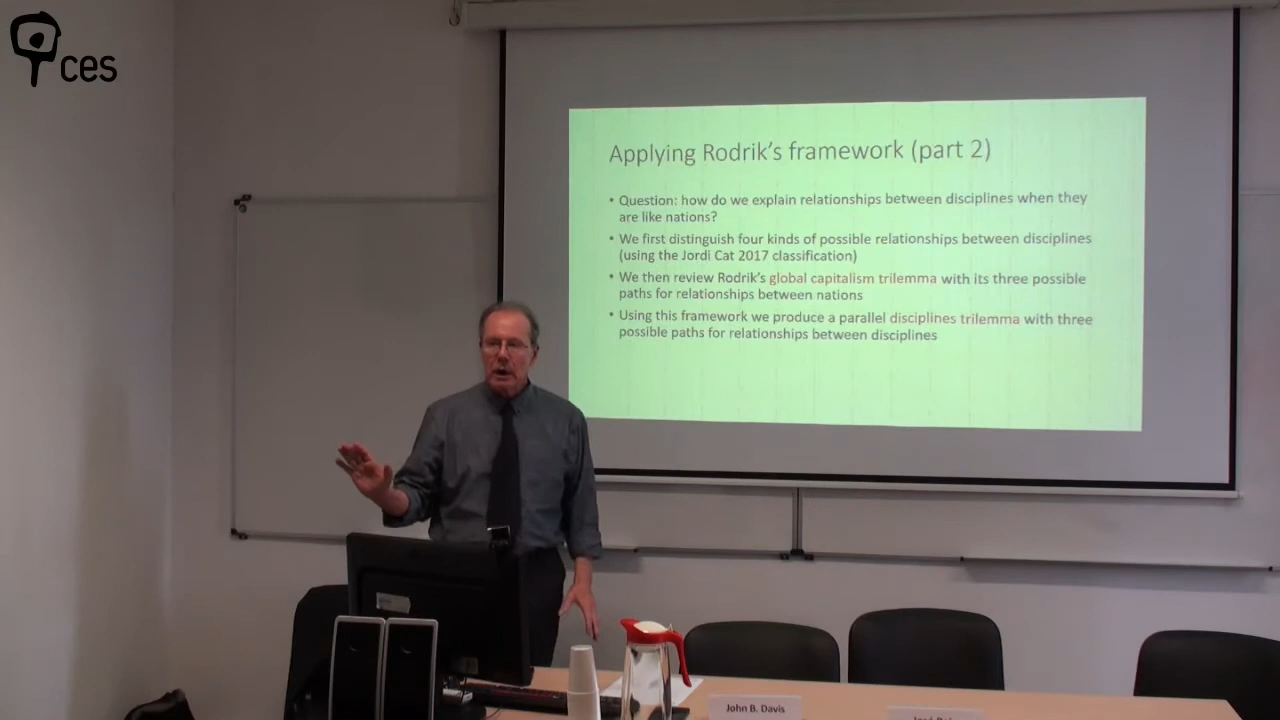 ces
Applying Rodrik's framework (part 2)
• Question: how do we explain relationships between disciplines when they
are like nations?
• We first distinguish four kinds of possible relationships between disciplines
(using the Jordi Cat 2017 classification)
• We then review Rodrik's global capitalism trilemma with its three possible
paths for relationships between nations
• Using this framework we produce a parallel disciplines trilemma with three
possible paths for relationships between disciplines
John B. Davis